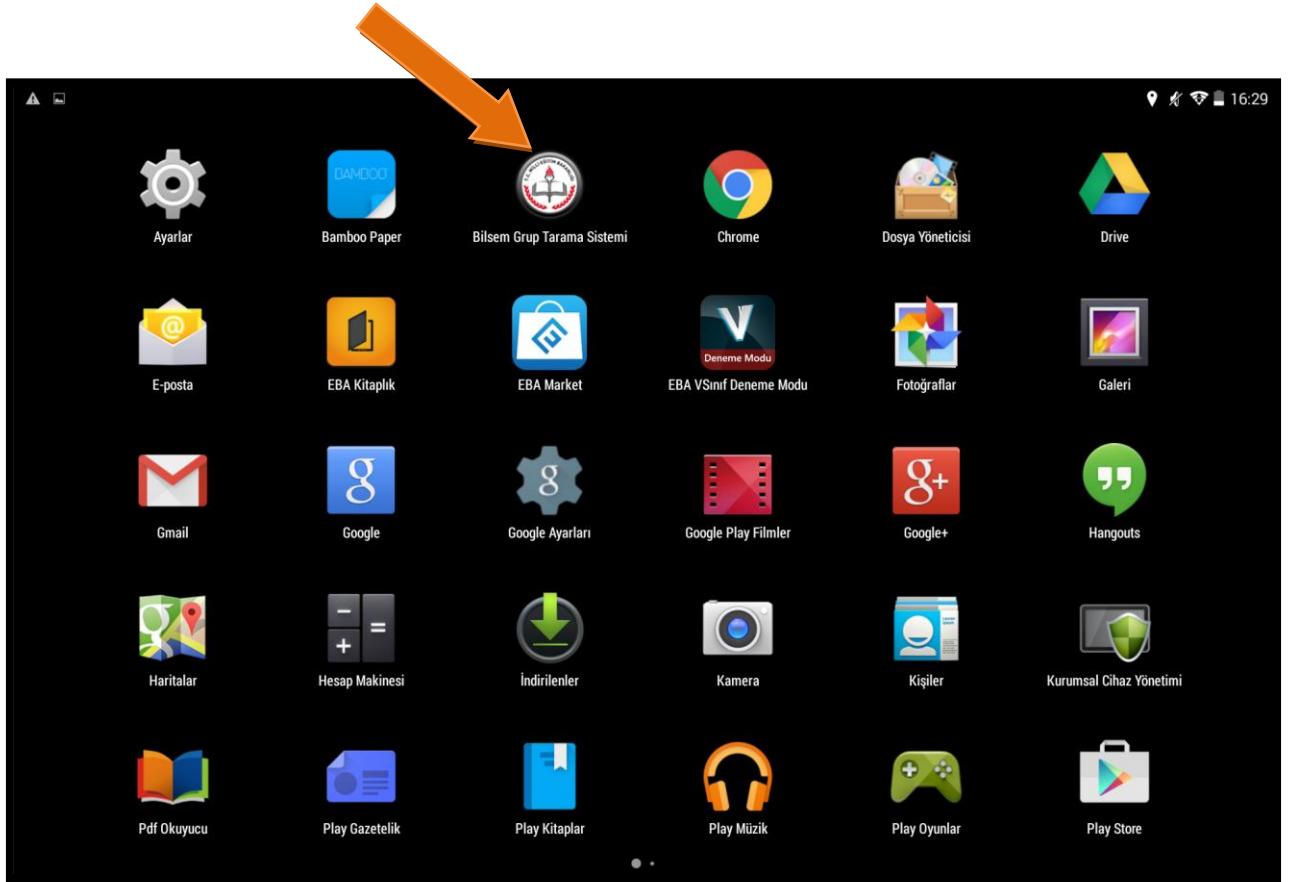 16:29
BAMBOO
Ayarlar
Bamboo Paper
Bilsem Grup Tarama Sistemi
Chrome
Dosya Yöneticisi
Drive
Deneme Modu
E-posta
EBA Kitaplık
EBA Market
EBA VSınıf Deneme Modu
Fotoğraflar
Galeri
g
g
g+
Gmail
Google
Google Ayarları
Google Play Filmler
Google+
Hangouts
Haritalar
Hesap Makinesi
İndirilenler
Kamera
Kişiler
Kurumsal Cihaz Yönetimi
Pdf Okuyucu
Play Gazetelik
Play Kitaplar
Play Müzik
Play Oyunlar
Play Store